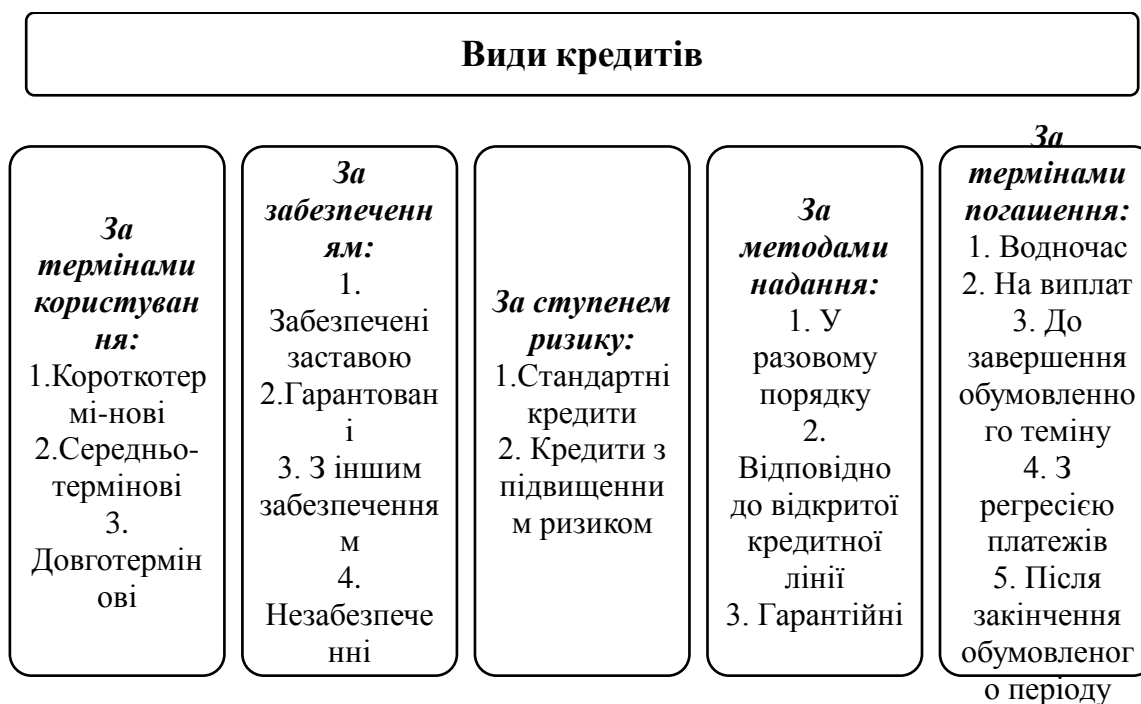 Види кредитів
За
термінами
користуван
ня:
1.Короткотер
мі-нові
2.Середньо-
термінові
3.
Довготермін
ові
За
забезпеченн
ям:
1.
Забезпечені
заставою
2.Гарантован
і
3. З іншим
забезпечення
м
4.
Незабезпече
нні
За ступенем
ризику:
1.Стандартні
кредити
2. Кредити з
підвищенни
м ризиком
За
методами
надання:
1. У
разовому
порядку
2.
Відповідно
до відкритої
кредитної
лінії
3. Гарантійні
За
термінами
погашення:
1. Водночас
2. На виплат
3. До
завершення
обумовленно
го теміну
4. З
регресією
платежів
5. Після
закінчення
обумовленог
о періоду